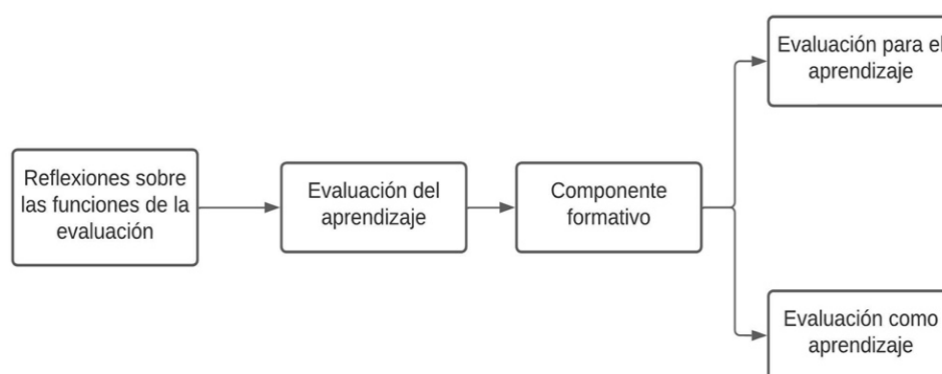 Reflexiones sobre
las funciones de la
evaluación
Evaluación del
aprendizaje
Componente
formativo
Evaluación para el
aprendizaje
Evaluación como
aprendizaje